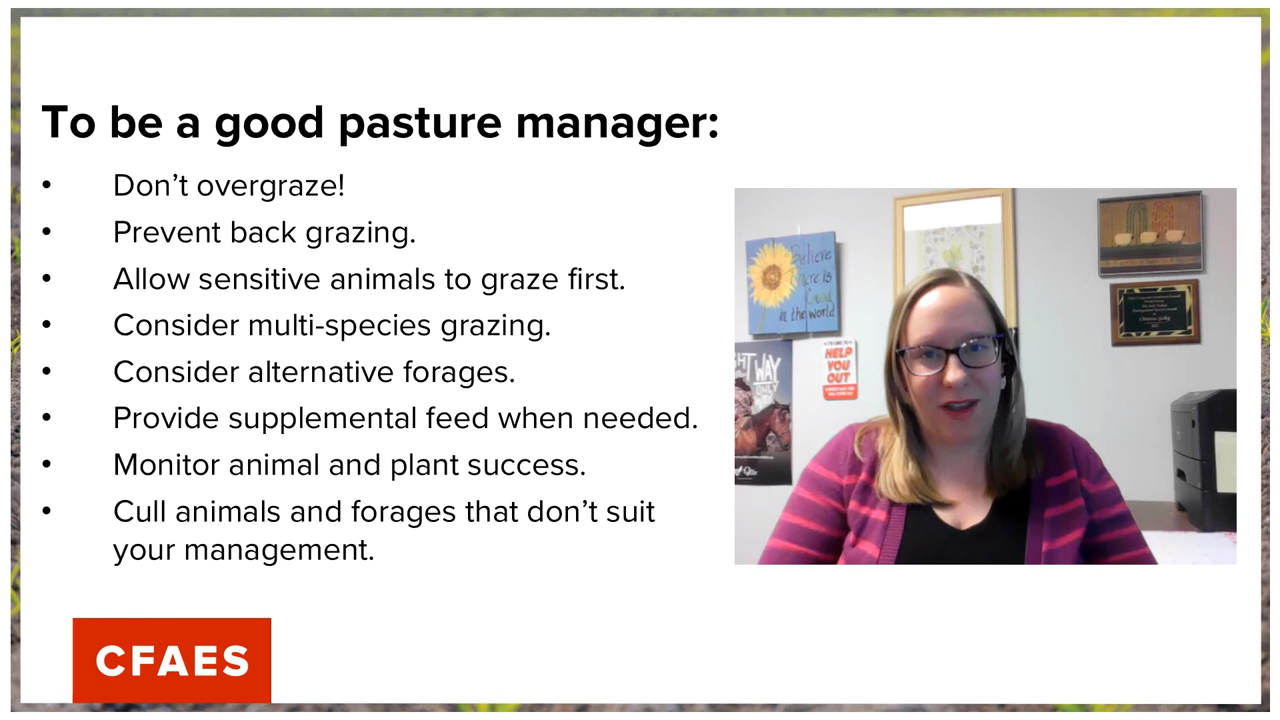 To be a good pasture manager:
• Don’t overgraze!
• Prevent back grazing.
• Allow sensitive animals to graze first.
• Consider multi-species grazing.
• Consider alternative forages.
• Provide supplemental feed when needed.
• Monitor animal and plant success.
• Cull animals and forages that don’t suit
your management.
Believe
there is
Good
in the world
HELP
YOU
OUT
WAY
CFAES